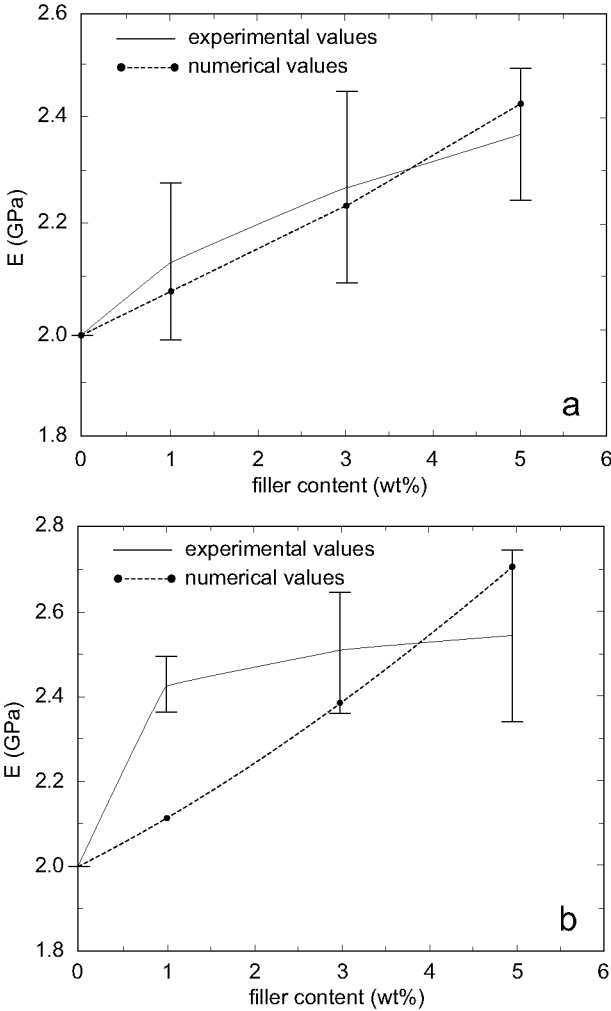 2.6
experimental values
numerical values
2.4
E (GPa)
2.2
2.0
1.8
a
0 1 2 3 4 5 6
filler content (wt%)
2.8
experimental values
numerical values
2.6
2.4
E (GPa)
2.2
2.0
1.8
b
0 1 2 3 4 5 6
filler content (wt%)